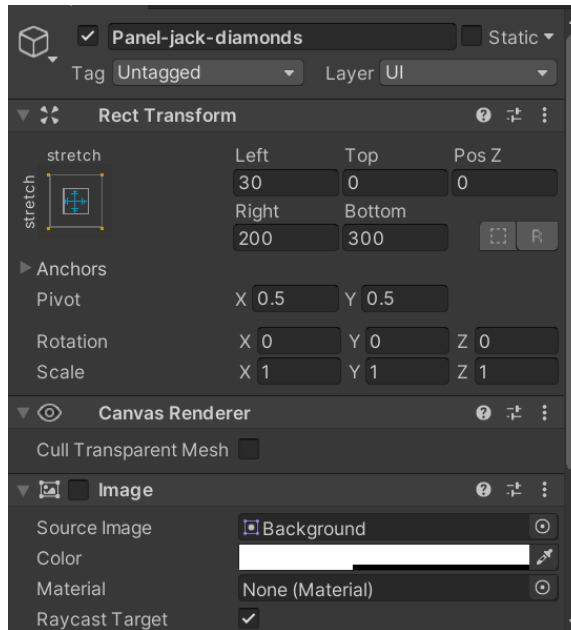 Panel-jack-diamonds Static
Tag Untagged Layer UI
Rect Transform
stretch Left Top Pos Z
stretch 30 0 0
Right Bottom
200 300 R
Anchors
Pivot X 0.5 Y 0.5
Rotation X 0 Y 0 Z 0
Scale X 1 Y 1 Z 1
Canvas Renderer
Cull Transparent Mesh
Image
Source Image Background
Color
Material None (Material)
Raycast Target